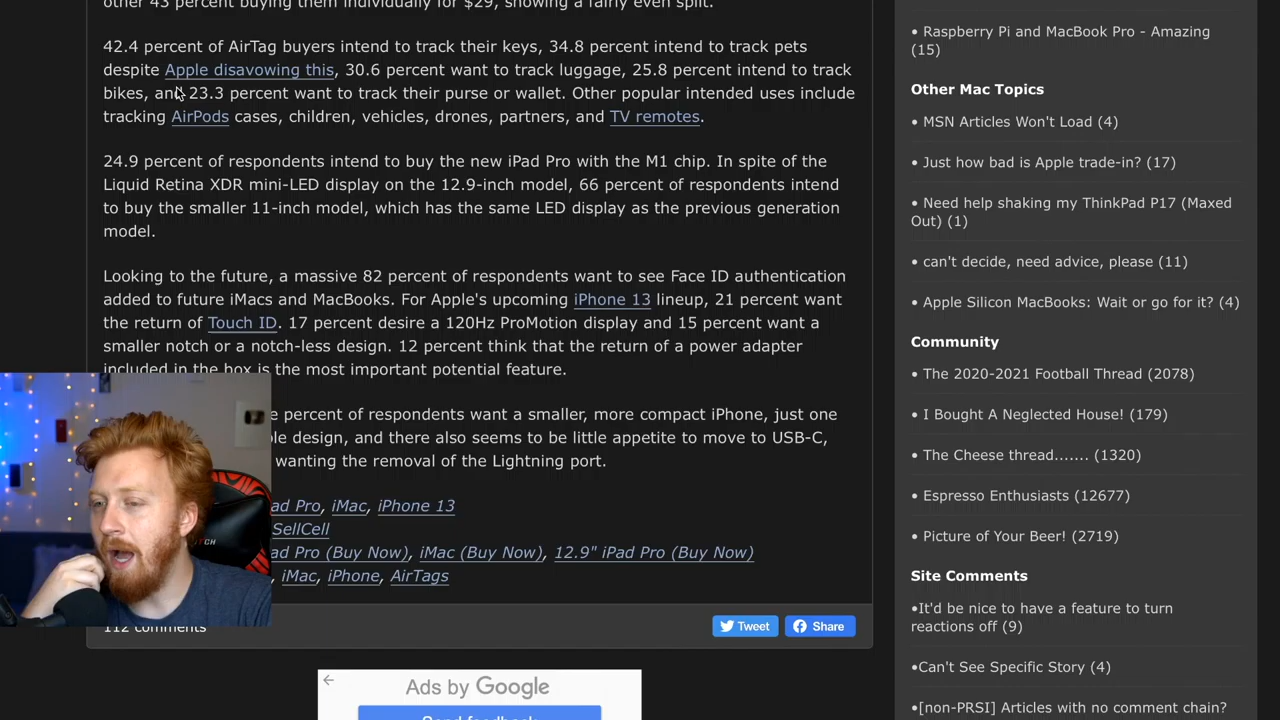 other 43 percent buying them individually for $29, showing a fairly even split.
42.4 percent of AirTag buyers intend to track their keys, 34.8 percent intend to track pets
despite Apple disavowing this, 30.6 percent want to track luggage, 25.8 percent intend to track
bikes, and 23.3 percent want to track their purse or wallet. Other popular intended uses include
tracking AirPods cases, children, vehicles, drones, partners, and TV remotes.
24.9 percent of respondents intend to buy the new iPad Pro with the M1 chip. In spite of the
Liquid Retina XDR mini-LED display on the 12.9-inch model, 66 percent of respondents intend
to buy the smaller 11-inch model, which has the same LED display as the previous generation
model.
Looking to the future, a massive 82 percent of respondents want to see Face ID authentication
added to future iMacs and MacBooks. For Apple's upcoming iPhone 13 lineup, 21 percent want
the return of Touch ID. 17 percent desire a 120Hz ProMotion display and 15 percent want a
smaller notch or a notch-less design. 12 percent think that the return of a power adapter
included in the box is the most important potential feature.
e percent of respondents want a smaller, more compact iPhone, just one
le design, and there also seems to be little appetite to move to USB-C,
wanting the removal of the Lightning port.
ad Pro, iMac, iPhone 13
SellCell
ad Pro (Buy Now), iMac (Buy Now), 12.9" iPad Pro (Buy Now)
, iMac, iPhone, AirTags
112 comments
Tweet
Share
Ads by Google
Send feedback
• Raspberry Pi and MacBook Pro - Amazing
(15)
Other Mac Topics
• MSN Articles Won't Load (4)
• Just how bad is Apple trade-in? (17)
• Need help shaking my ThinkPad P17 (Maxed
Out) (1)
• can't decide, need advice, please (11)
• Apple Silicon MacBooks: Wait or go for it? (4)
Community
• The 2020-2021 Football Thread (2078)
• I Bought A Neglected House! (179)
• The Cheese thread....... (1320)
• Espresso Enthusiasts (12677)
• Picture of Your Beer! (2719)
Site Comments
•It'd be nice to have a feature to turn
reactions off (9)
•Can't See Specific Story (4)
•[non-PRSI] Articles with no comment chain?